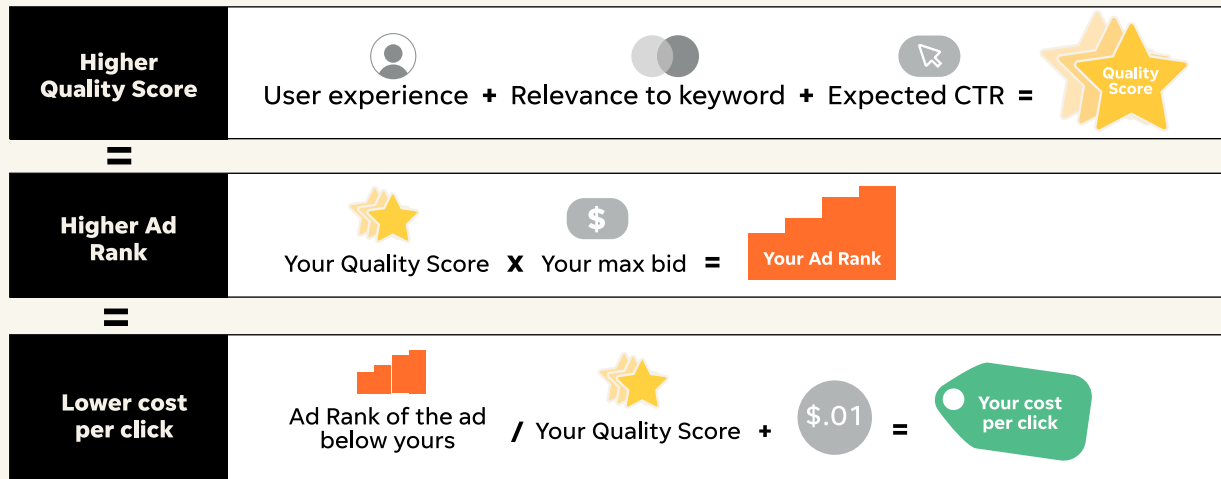 Higher
Quality Score
User experience + Relevance to keyword + Expected CTR =
Quality
Score
=
Higher Ad
Rank
$
Your Quality Score x Your max bid =
Your Ad Rank
=
Lower cost
per click
Ad Rank of the ad
below yours
/ Your Quality Score +
$.01
=
Your cost
per click